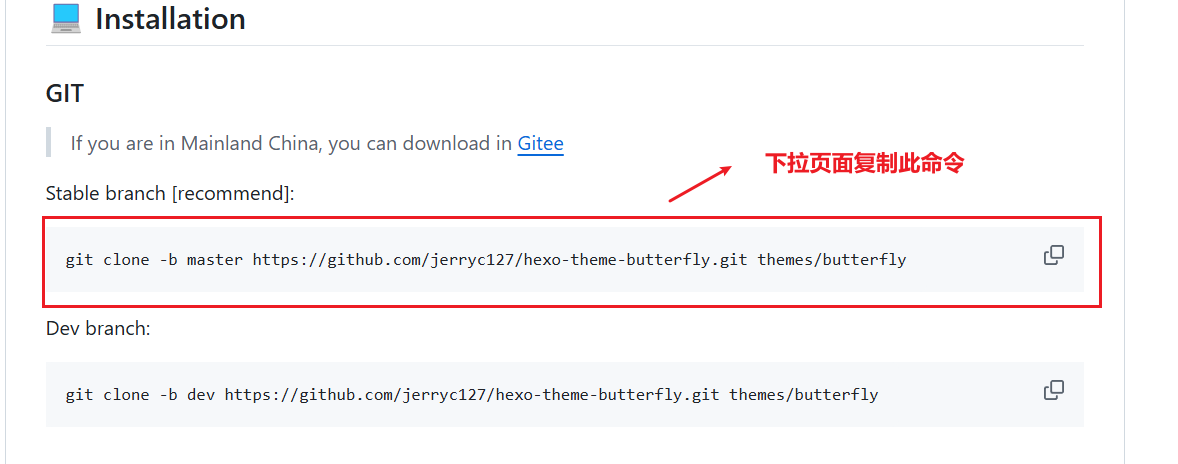 Installation
GIT
If you are in Mainland China, you can download in Gitee
下拉页面复制此命令
Stable branch [recommend]:
git clone -b master https://github.com/jerryc127/hexo-theme-butterfly.git themes/butterfly
Dev branch:
git clone -b dev https://github.com/jerryc127/hexo-theme-butterfly.git themes/butterfly